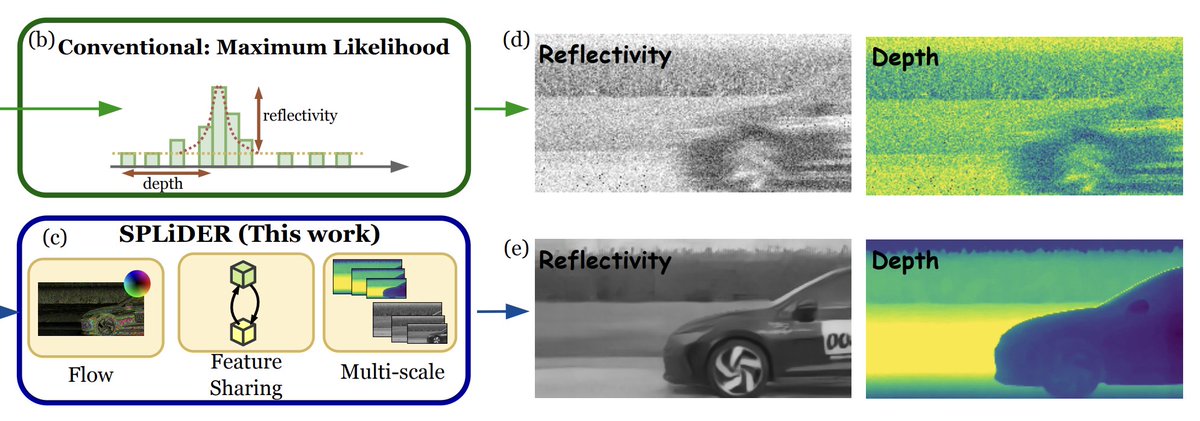 (b) Conventional: Maximum Likelihood
reflectivity
depth
(d) Reflectivity
Depth
(c) SPLiDER (This work)
Flow
Feature
Sharing
Multi-scale
(e) Reflectivity
Depth